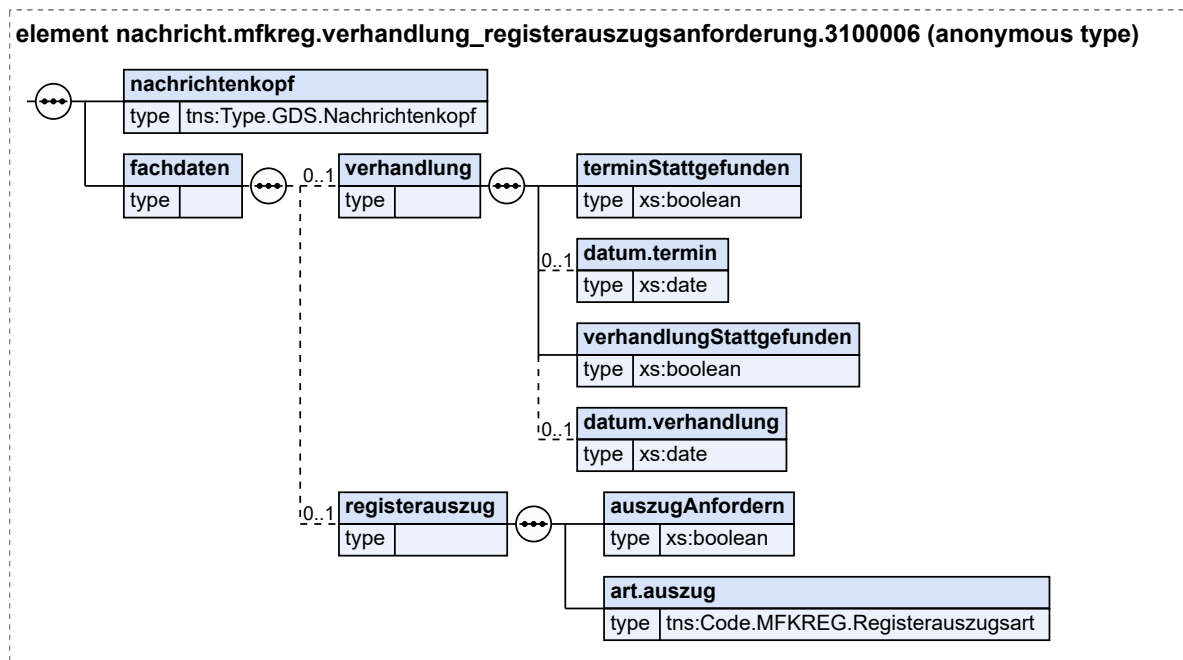 element nachricht.mfkreg.verhandlung_registerauszugsanforderung.3100006 (anonymous type)
nachrichtenkopf
type tns:Type.GDS.Nachrichtenkopf
fachdaten
type
0..1
verhandlung
type
terminStattgefunden
type xs:boolean
0..1
datum.termin
type xs:date
verhandlungStattgefunden
type xs:boolean
0..1
datum.verhandlung
type xs:date
0..1
registerauszug
type
auszugAnfordern
type xs:boolean
art.auszug
type tns:Code.MFKREG.Registerauszugsart